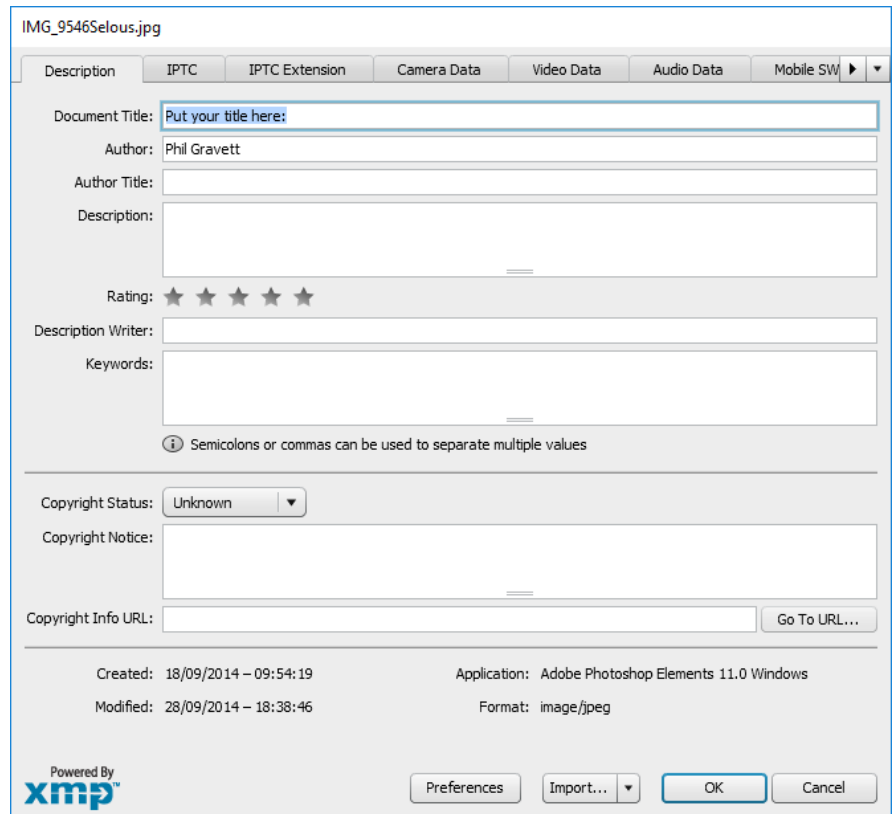 IMG_9546Selous.jpg
Description IPTC IPTC Extension Camera Data Video Data Audio Data Mobile SW
Document Title: Put your title here:
Author: Phil Gravett
Author Title:
Description:
Rating:
Description Writer:
Keywords:
Semicolons or commas can be used to separate multiple values
Copyright Status: Unknown
Copyright Notice:
Copyright Info URL: Go To URL...
Created: 18/09/2014 – 09:54:19 Application: Adobe Photoshop Elements 11.0 Windows
Modified: 28/09/2014 – 18:38:46 Format: image/jpeg
Powered By
xmp™ Preferences Import... OK Cancel